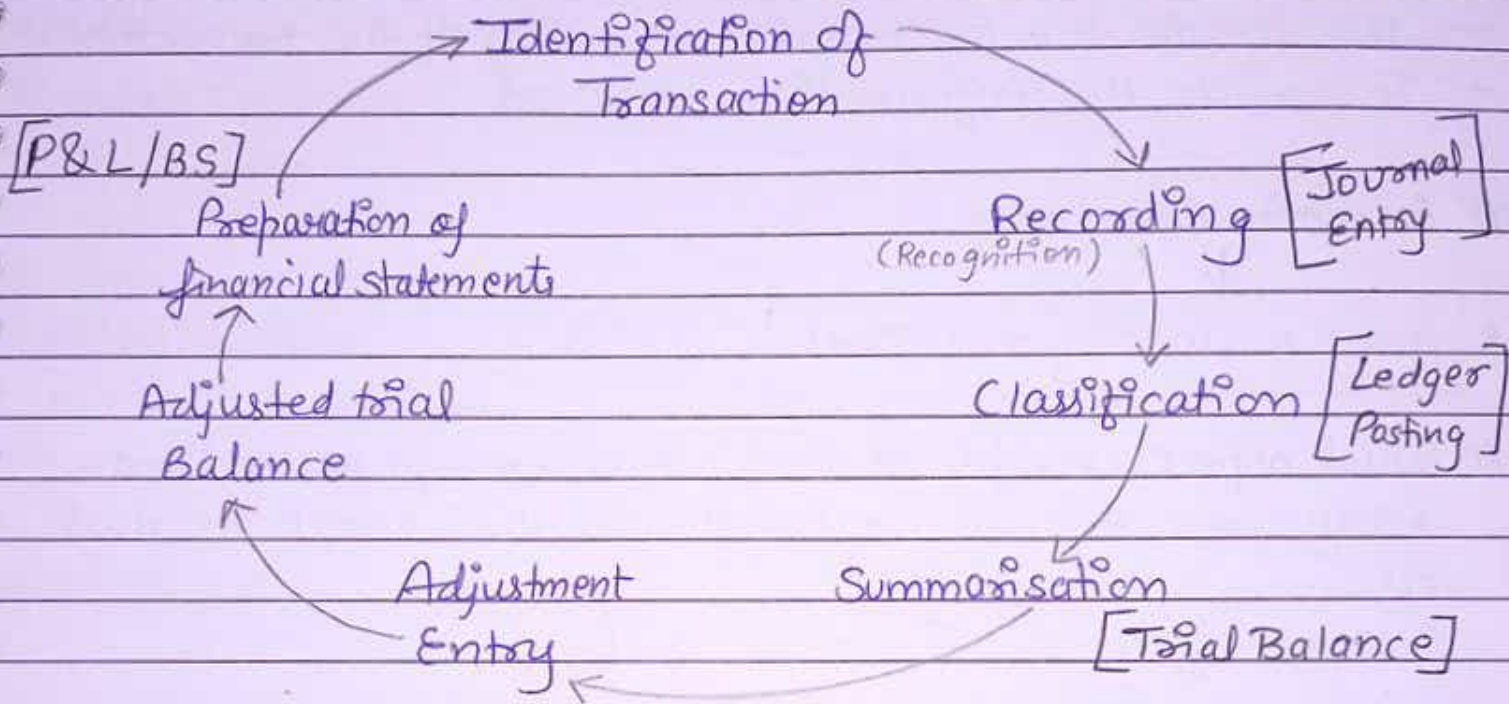 Identification of
Transaction
Recording
(Recognition)
[Journal
Entry]
Classification
[Ledger
Posting]
Summarisation
[Trial Balance]
Adjustment
Entry
Adjusted trial
Balance
[P&L/BS]
Preparation of
financial statements